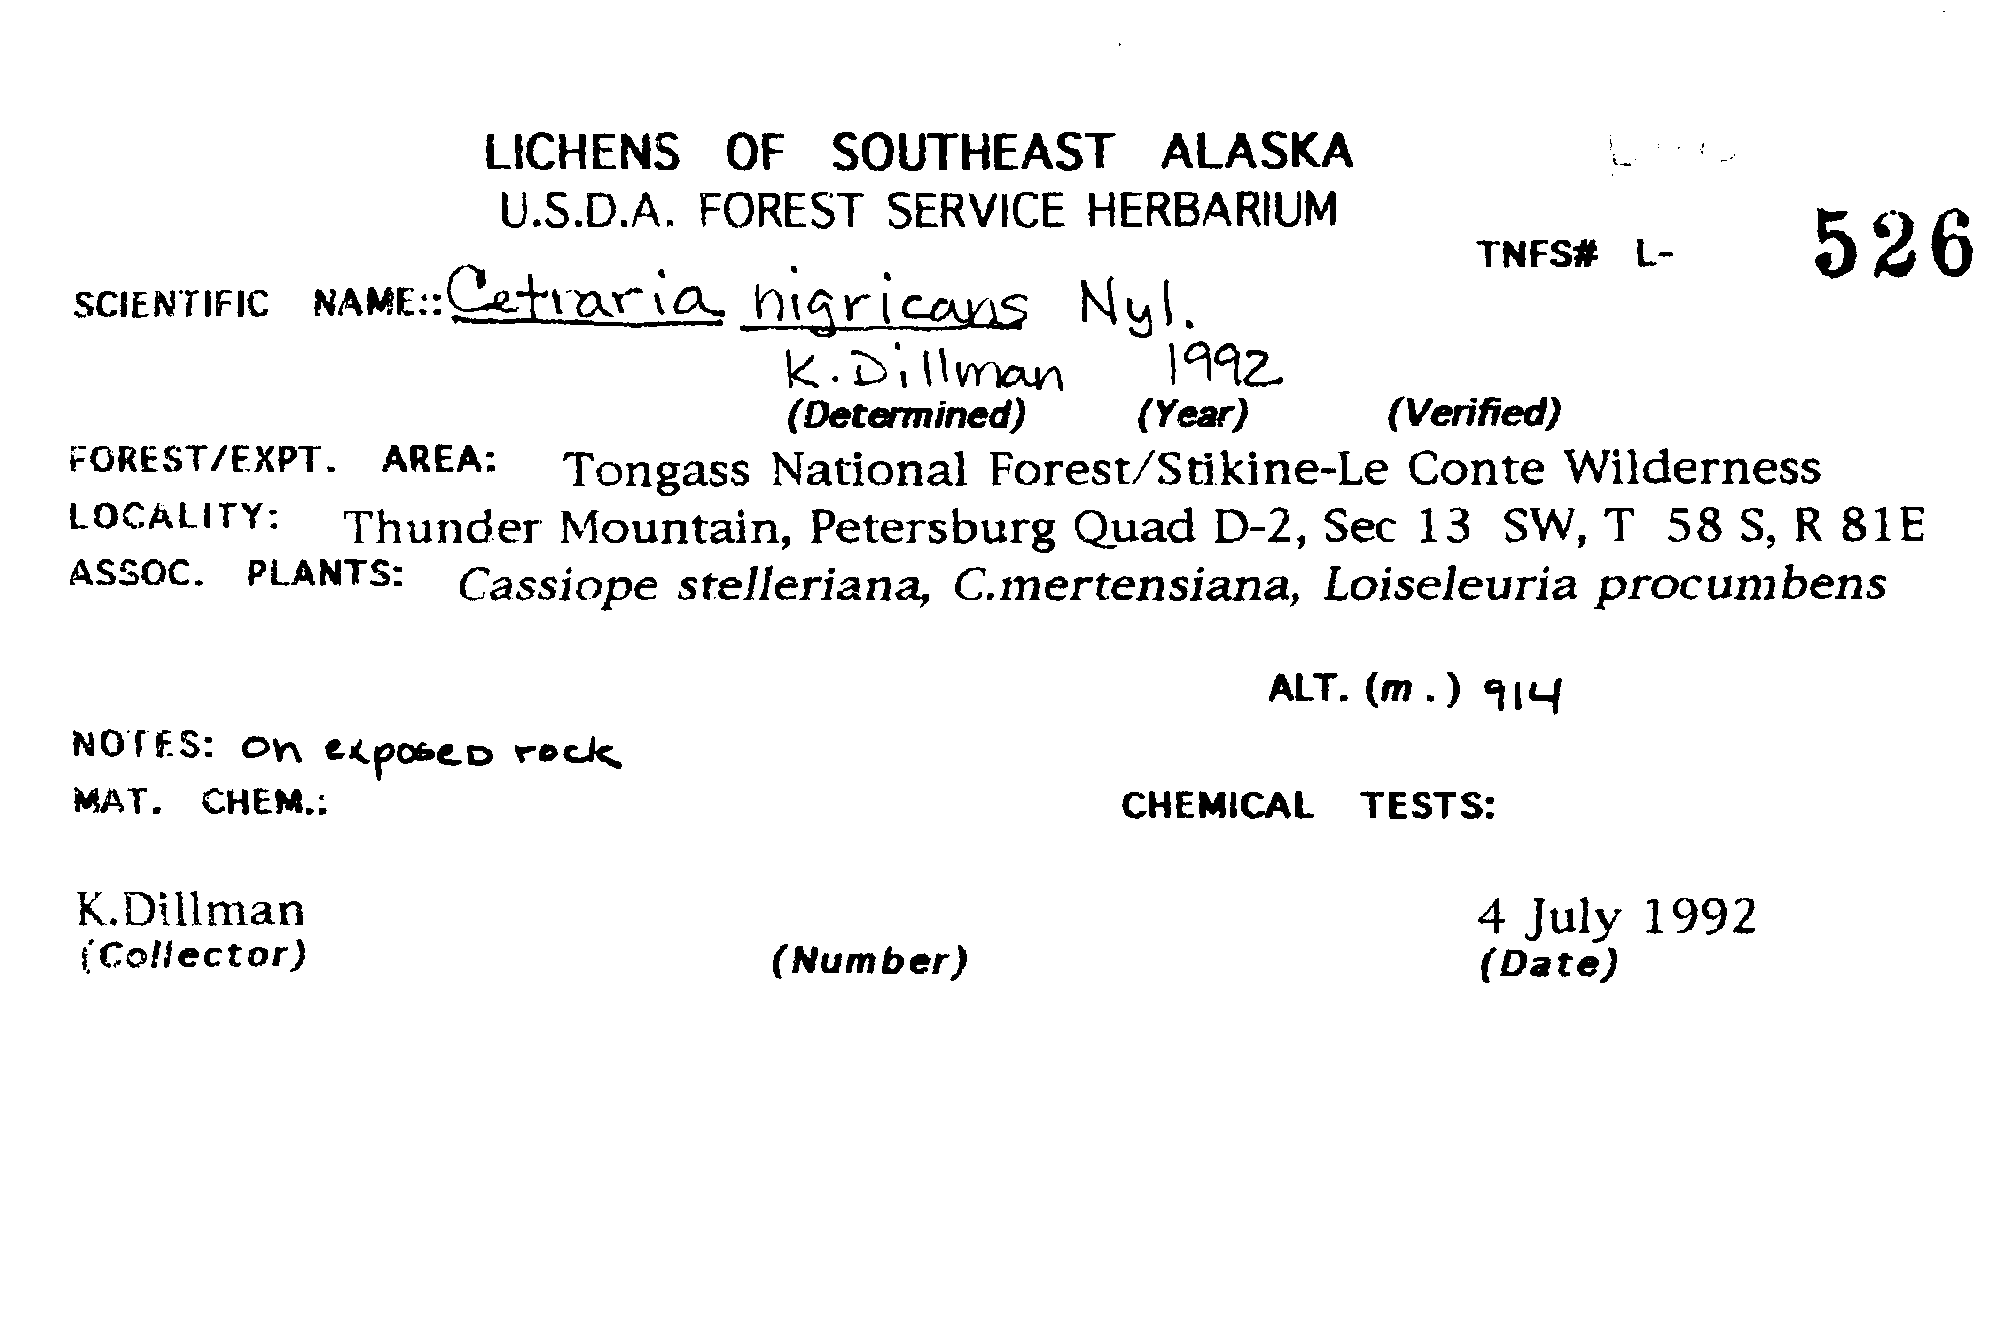 LICHENS OF SOUTHEAST ALASKA
U.S.D.A. FOREST SERVICE HERBARIUM
TNFS# L- 526
SCIENTIFIC NAME:: Cetraria nigricans Nyl.
K. Dillman 1992
(Determined) (Year) (Verified)
FOREST/EXPT. AREA: Tongass National Forest/Stikine-Le Conte Wilderness
LOCALITY: Thunder Mountain, Petersburg Quad D-2, Sec 13 SW, T 58 S, R 81E
ASSOC. PLANTS: Cassiope stelleriana, C.mertensiana, Loiseleuria procumbens
ALT. (m.) 914
NOTES: on exposed rock
MAT. CHEM.: CHEMICAL TESTS:
K.Dillman 4 July 1992
(Collector) (Number) (Date)